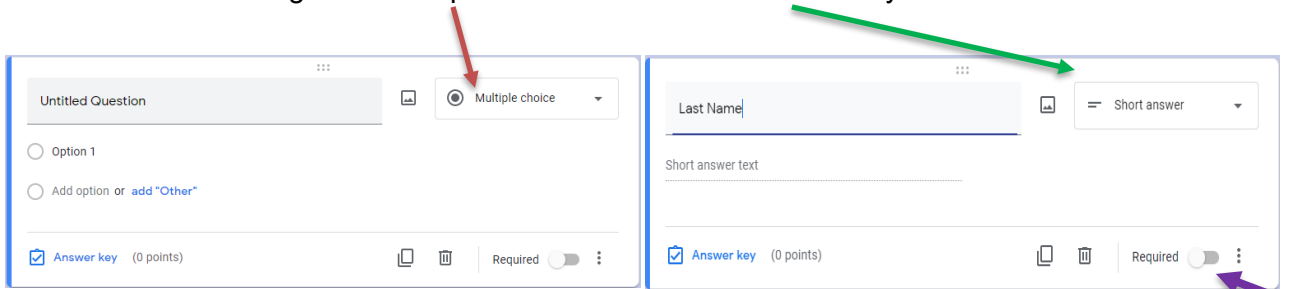 Untitled Question
Multiple choice
Option 1
Add option or add "Other"
Answer key (0 points)
Required
Last Name
Short answer
Short answer text
Answer key (0 points)
Required